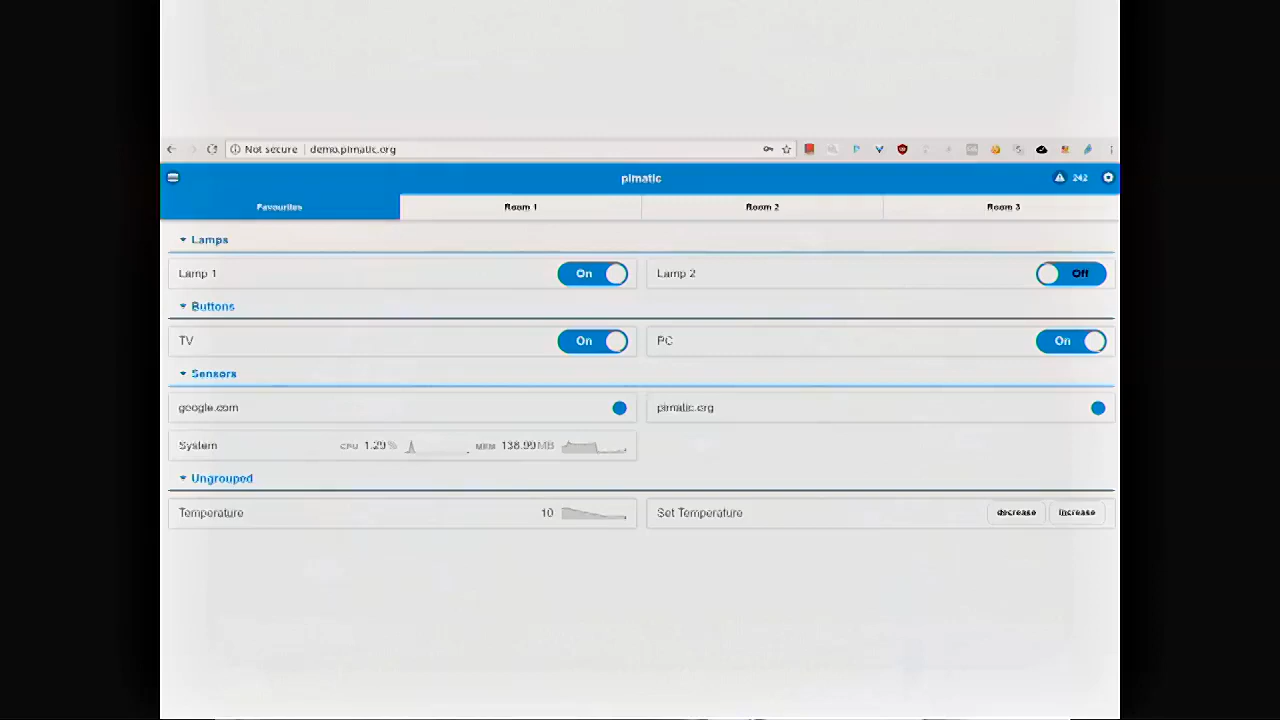 Not secure | demo.pimatic.org
pimatic
242
Favourites Room 1 Room 2 Room 3
Lamps
Lamp 1 On Lamp 2 Off
Buttons
TV On PC On
Sensors
google.com pimatic.org
System CPU 1.29% MEM 138.99MB
Ungrouped
Temperature 10 Set Temperature decrease increase